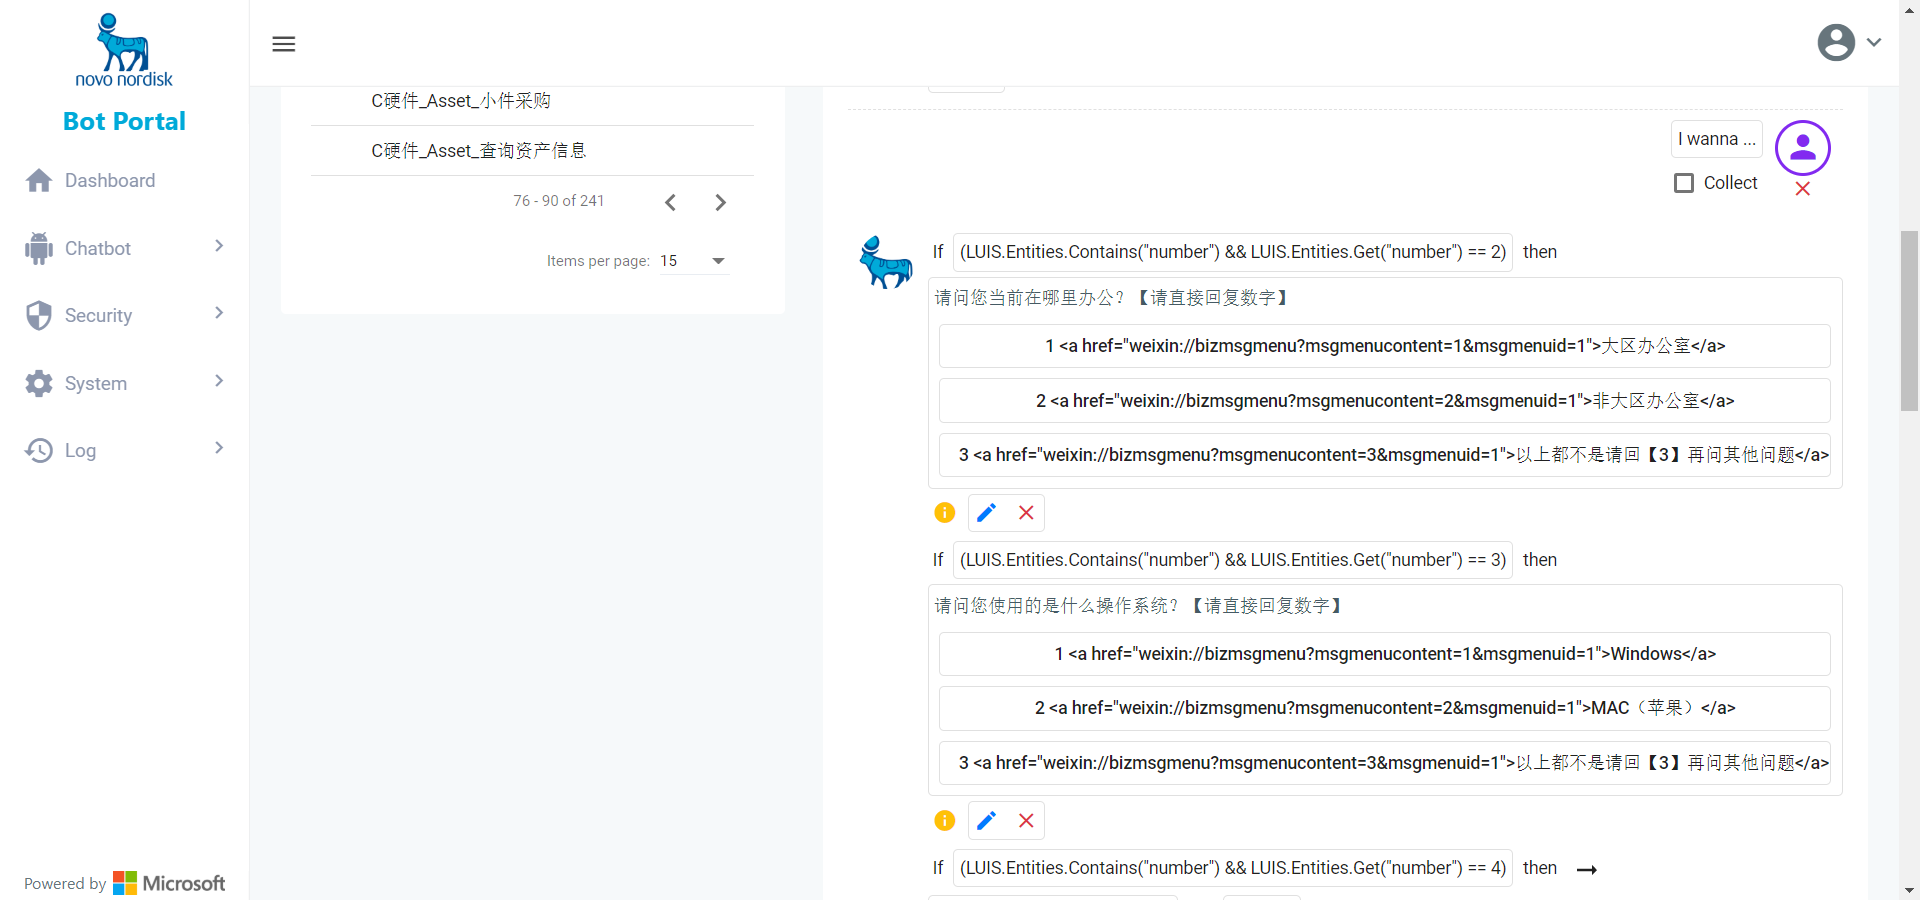 novo nordisk
Bot Portal
Dashboard
Chatbot
Security
System
Log
Powered by Microsoft
C硬件_Asset_小件采购
C硬件_Asset_查询资产信息
76 - 90 of 241
Items per page: 15
I wanna ...
Collect
If (LUIS.Entities.Contains("number") && LUIS.Entities.Get("number") == 2) then
请问您当前在哪里办公？【请直接回复数字】
1 <a href="weixin://bizmsgmenu?msgmenucontent=1&msgmenuid=1">大区办公室</a>
2 <a href="weixin://bizmsgmenu?msgmenucontent=2&msgmenuid=1">非大区办公室</a>
3 <a href="weixin://bizmsgmenu?msgmenucontent=3&msgmenuid=1">以上都不是请回【3】再问其他问题</a>
If (LUIS.Entities.Contains("number") && LUIS.Entities.Get("number") == 3) then
请问您使用的是什么操作系统？【请直接回复数字】
1 <a href="weixin://bizmsgmenu?msgmenucontent=1&msgmenuid=1">Windows</a>
2 <a href="weixin://bizmsgmenu?msgmenucontent=2&msgmenuid=1">MAC（苹果）</a>
3 <a href="weixin://bizmsgmenu?msgmenucontent=3&msgmenuid=1">以上都不是请回【3】再问其他问题</a>
If (LUIS.Entities.Contains("number") && LUIS.Entities.Get("number") == 4) then →